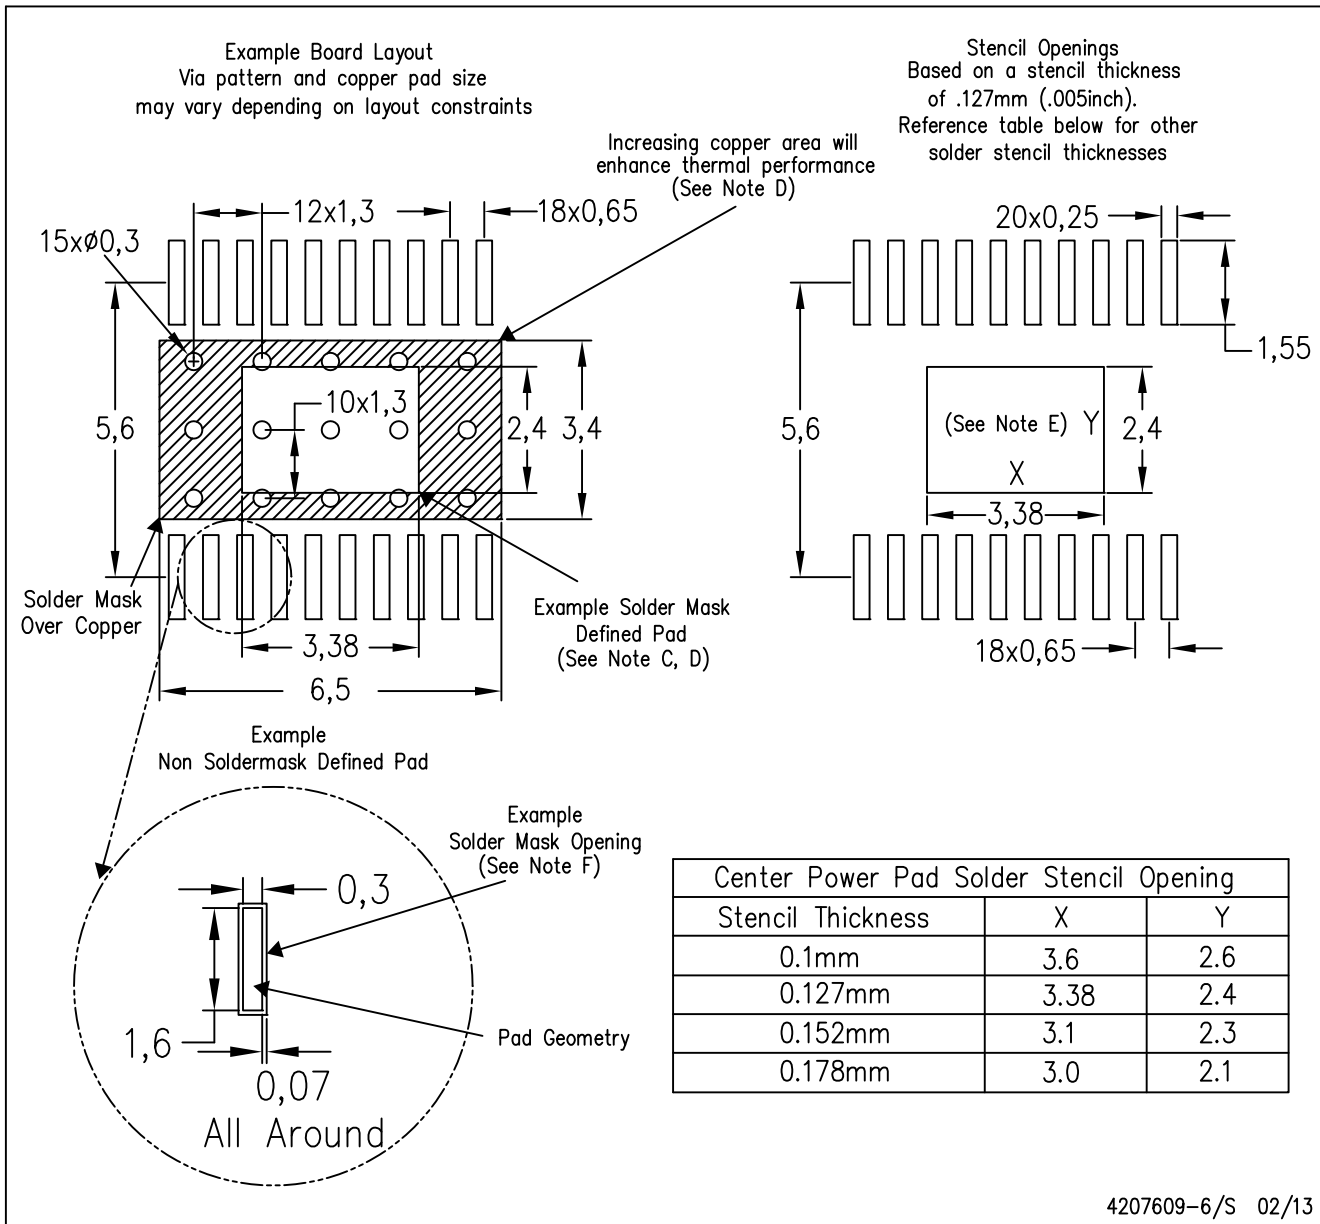 Example Board Layout
Via pattern and copper pad size
may vary depending on layout constraints
Stencil Openings
Based on a stencil thickness
of .127mm (.005inch).
Reference table below for other
solder stencil thicknesses
Increasing copper area will
enhance thermal performance
(See Note D)
12x1,3
18x0,65
15xø0,3
5,6
10x1,3
2,4
3,4
Solder Mask
Over Copper
3,38
6,5
Example Solder Mask
Defined Pad
(See Note C, D)
20x0,25
1,55
5,6
(See Note E)
Y
X
2,4
3,38
18x0,65
Example
Non Soldermask Defined Pad
Example
Solder Mask Opening
(See Note F)
0,3
1,6
Pad Geometry
0,07
All Around
Center Power Pad Solder Stencil Opening
Stencil Thickness X Y
0.1mm 3.6 2.6
0.127mm 3.38 2.4
0.152mm 3.1 2.3
0.178mm 3.0 2.1
4207609-6/S 02/13